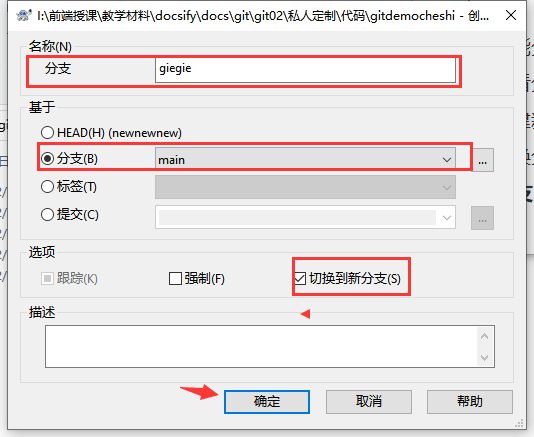 I:\前端授课\教学材料\docsify\docs\git\git02\私人定制\代码\gitdemocheshi - 创...
名称(N)
分支 giegie
基于
HEAD(H) (newnewnew)
分支(B) main ...
标签(T)
提交(C) ...
选项
跟踪(K) 强制(F) 切换到新分支(S)
描述
确定 取消 帮助